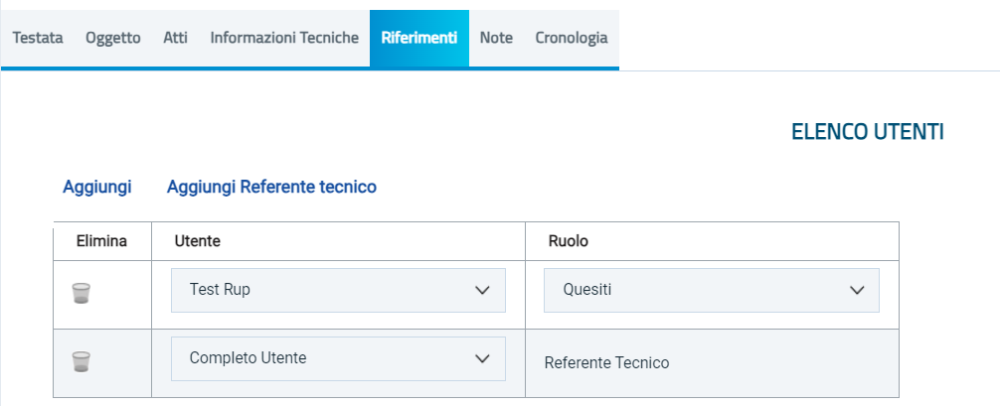 Testata Oggetto Atti Informazioni Tecniche Riferimenti Note Cronologia
ELENCO UTENTI
Aggiungi Aggiungi Referente tecnico
Elimina Utente Ruolo
Test Rup Quesiti
Completo Utente Referente Tecnico